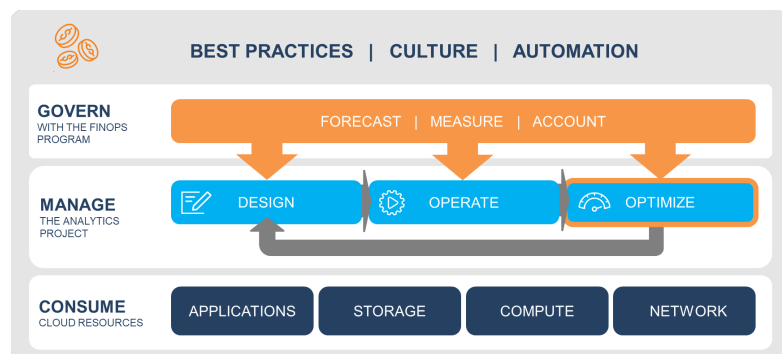 BEST PRACTICES | CULTURE | AUTOMATION
GOVERN
WITH THE FINOPS
PROGRAM
FORECAST | MEASURE | ACCOUNT
MANAGE
THE ANALYTICS
PROJECT
DESIGN
OPERATE
OPTIMIZE
CONSUME
CLOUD RESOURCES
APPLICATIONS
STORAGE
COMPUTE
NETWORK